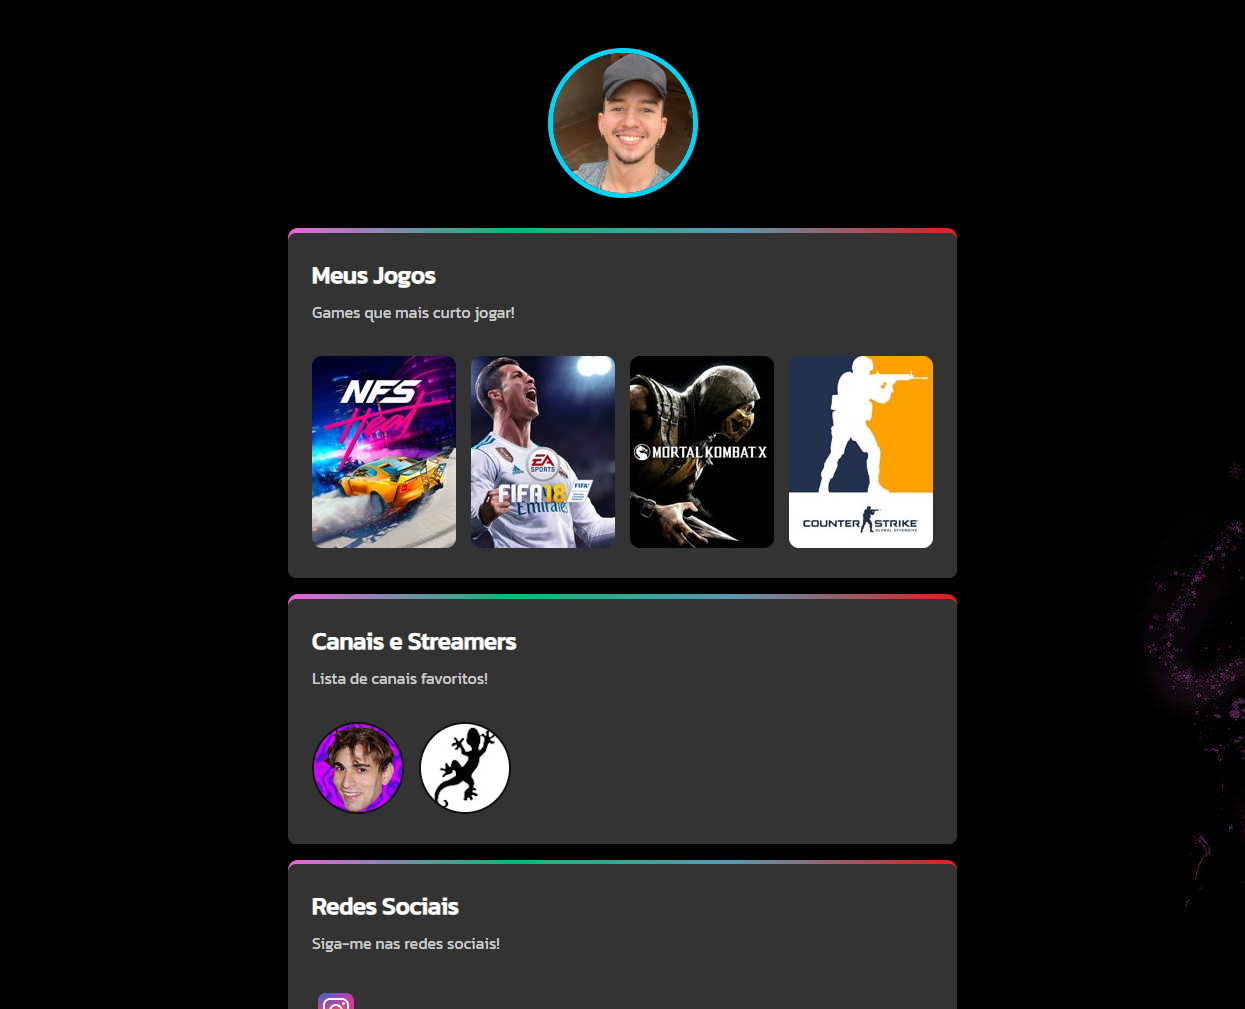 Meus Jogos
Games que mais curto jogar!
NFS
Heat
EA
SPORTS
FIFA 18
FIFA
Emirates
MORTAL KOMBAT X
COUNTER STRIKE
GLOBAL OFFENSIVE
Canais e Streamers
Lista de canais favoritos!
Redes Sociais
Siga-me nas redes sociais!